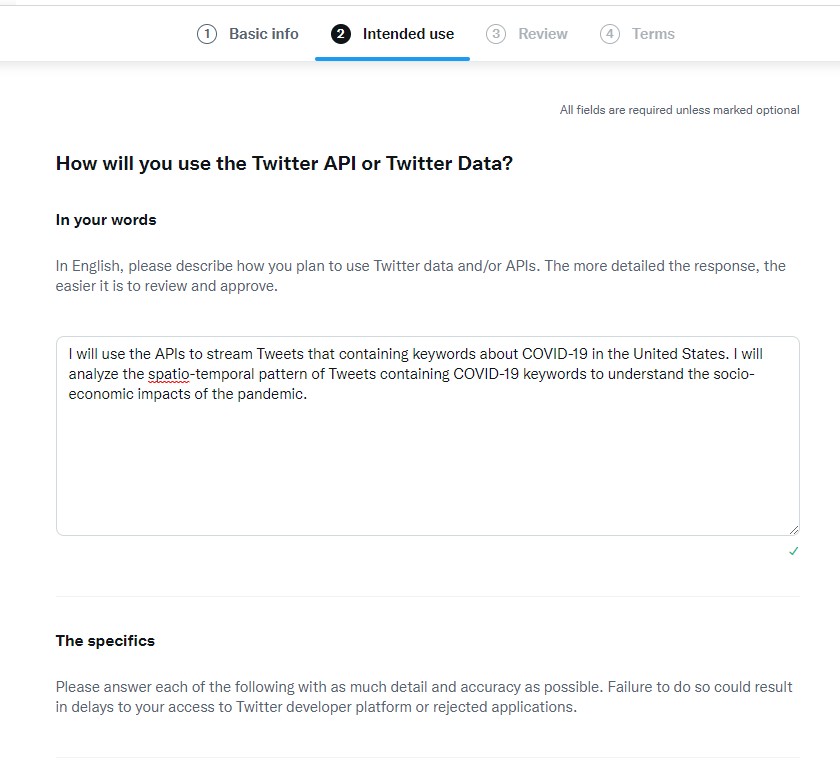 1 Basic info 2 Intended use 3 Review 4 Terms
All fields are required unless marked optional
How will you use the Twitter API or Twitter Data?
In your words
In English, please describe how you plan to use Twitter data and/or APIs. The more detailed the response, the
easier it is to review and approve.
I will use the APIs to stream Tweets that containing keywords about COVID-19 in the United States. I will
analyze the spatio-temporal pattern of Tweets containing COVID-19 keywords to understand the socio-
economic impacts of the pandemic.
The specifics
Please answer each of the following with as much detail and accuracy as possible. Failure to do so could result
in delays to your access to Twitter developer platform or rejected applications.